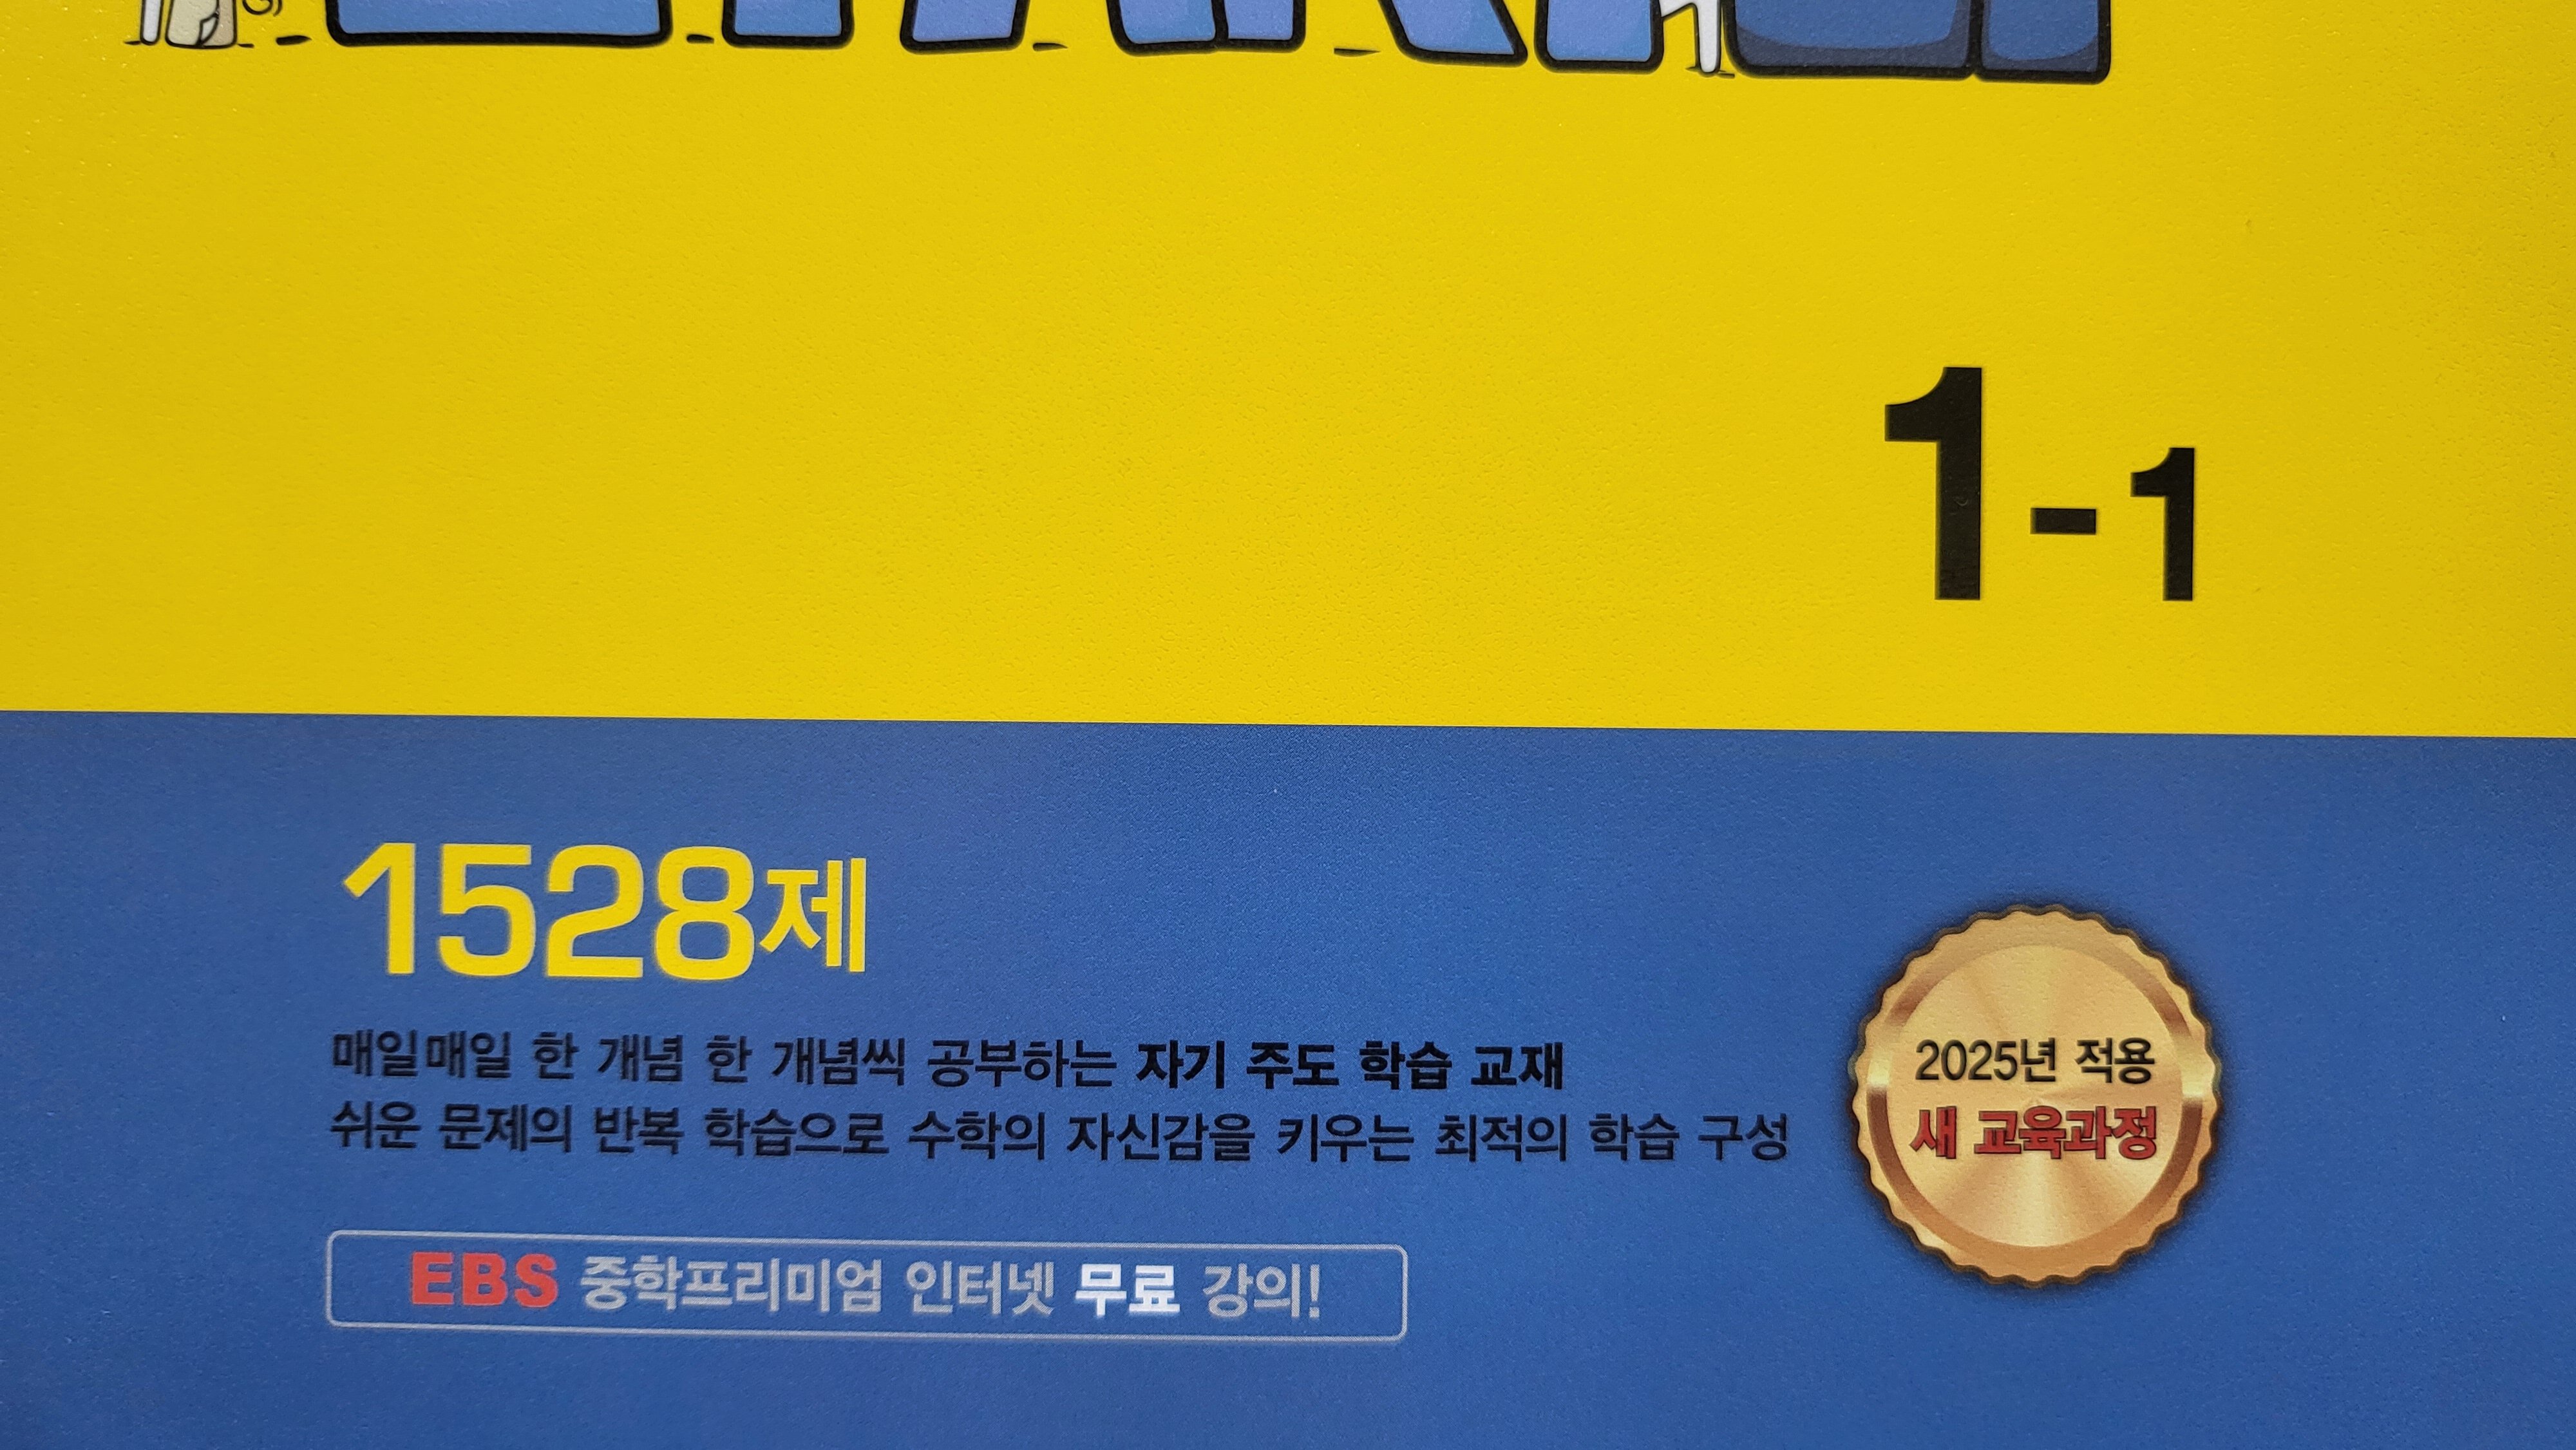 1-1
1528제
매일매일 한 개념 한 개념씩 공부하는 자기 주도 학습 교재
쉬운 문제의 반복 학습으로 수학의 자신감을 키우는 최적의 학습 구성
2025년 적용
새 교육과정
EBS 중학프리미엄 인터넷 무료 강의!